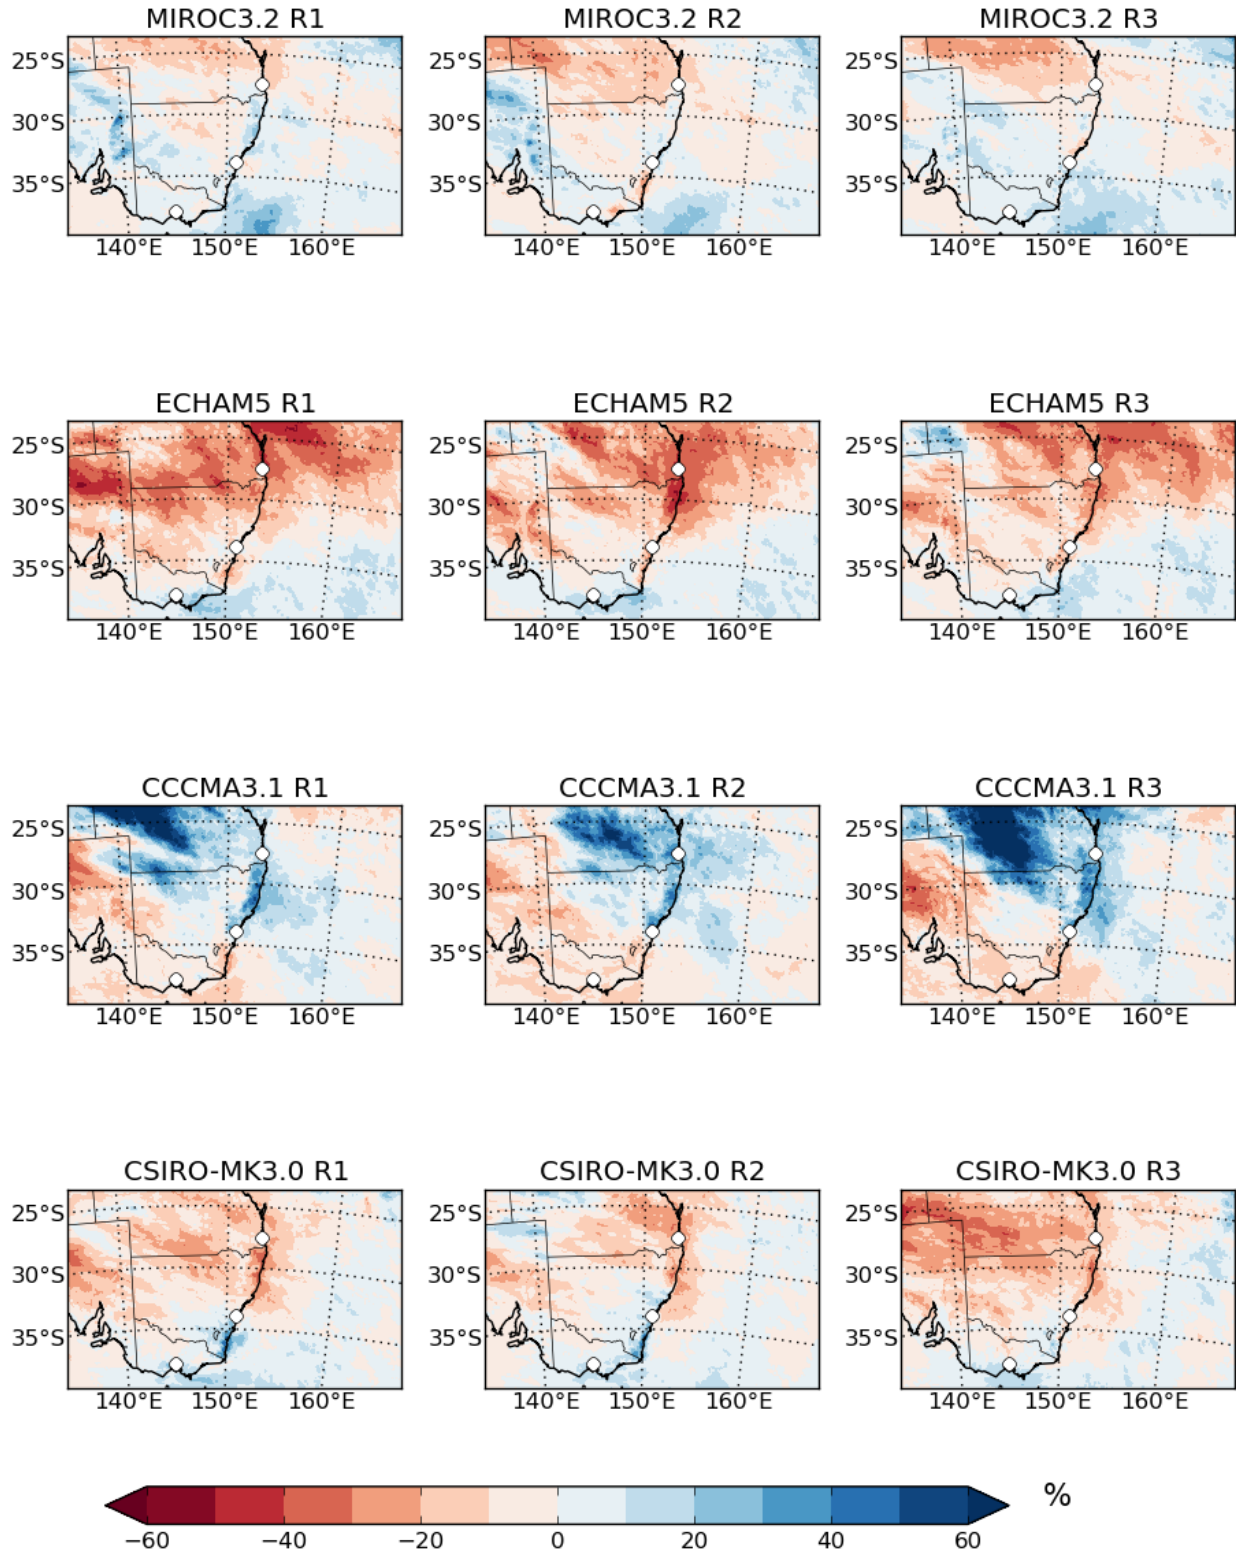 MIROC3.2 R1 MIROC3.2 R2 MIROC3.2 R3
25°S 25°S 25°S
30°S 30°S 30°S
35°S 35°S 35°S
140°E 150°E 160°E 140°E 150°E 160°E 140°E 150°E 160°E
ECHAM5 R1 ECHAM5 R2 ECHAM5 R3
25°S 25°S 25°S
30°S 30°S 30°S
35°S 35°S 35°S
140°E 150°E 160°E 140°E 150°E 160°E 140°E 150°E 160°E
CCCMA3.1 R1 CCCMA3.1 R2 CCCMA3.1 R3
25°S 25°S 25°S
30°S 30°S 30°S
35°S 35°S 35°S
140°E 150°E 160°E 140°E 150°E 160°E 140°E 150°E 160°E
CSIRO-MK3.0 R1 CSIRO-MK3.0 R2 CSIRO-MK3.0 R3
25°S 25°S 25°S
30°S 30°S 30°S
35°S 35°S 35°S
140°E 150°E 160°E 140°E 150°E 160°E 140°E 150°E 160°E
%
−60 −40 −20 0 20 40 60